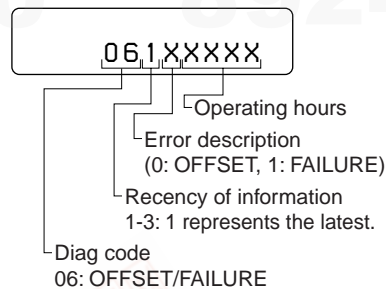 061XXXXXX
Operating hours
Error description
(0: OFFSET, 1: FAILURE)
Recency of information
1-3: 1 represents the latest.
Diag code
06: OFFSET/FAILURE